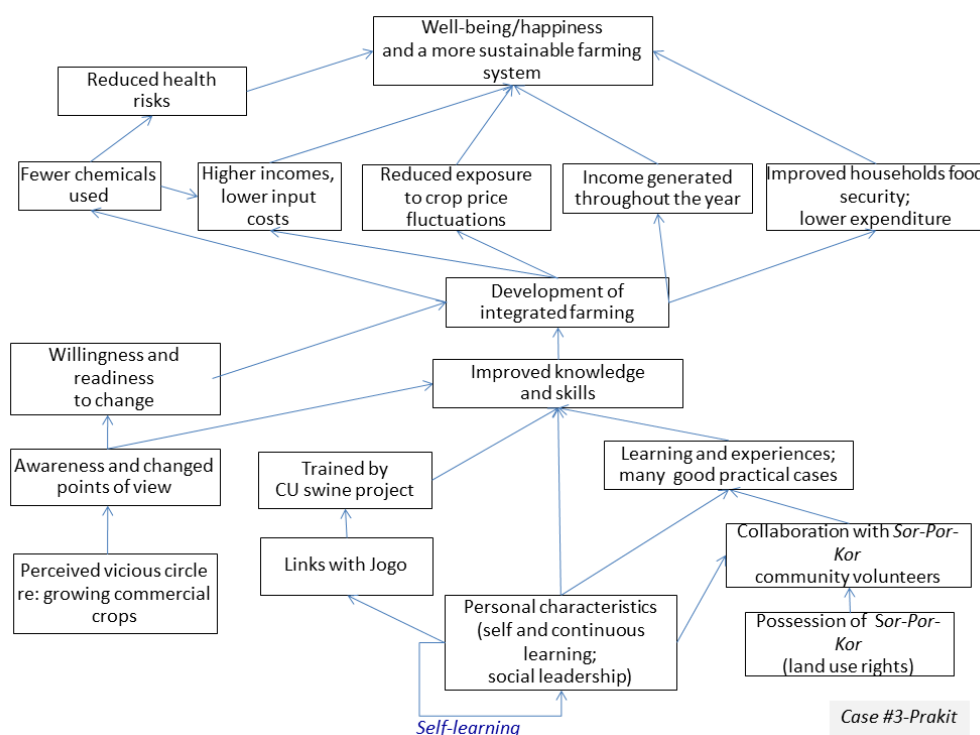 Well-being/happiness
and a more sustainable farming
system
Reduced health
risks
Fewer chemicals
used
Higher incomes,
lower input
costs
Reduced exposure
to crop price
fluctuations
Income generated
throughout the year
Improved households food
security;
lower expenditure
Development of
integrated farming
Willingness and
readiness
to change
Improved knowledge
and skills
Awareness and changed
points of view
Trained by
CU swine project
Learning and experiences;
many good practical cases
Perceived vicious circle
re: growing commercial
crops
Links with Jogo
Collaboration with Sor-Por-
Kor
community volunteers
Personal characteristics
(self and continuous
learning;
social leadership)
Possession of Sor-Por-
Kor
(land use rights)
Self-learning
Case #3-Prakit